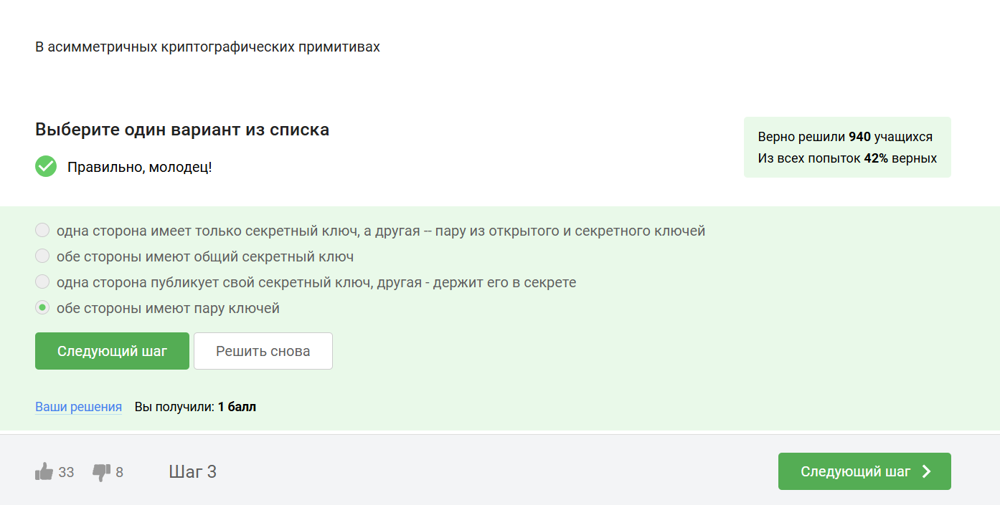 В асимметричных криптографических примитивах
Выберите один вариант из списка
Верно решили 940 учащихся
Из всех попыток 42% верных
Правильно, молодец!
одна сторона имеет только секретный ключ, а другая -- пару из открытого и секретного ключей
обе стороны имеют общий секретный ключ
одна сторона публикует свой секретный ключ, другая - держит его в секрете
обе стороны имеют пару ключей
Следующий шаг
Решить снова
Ваши решения Вы получили: 1 балл
33 8 Шаг 3
Следующий шаг